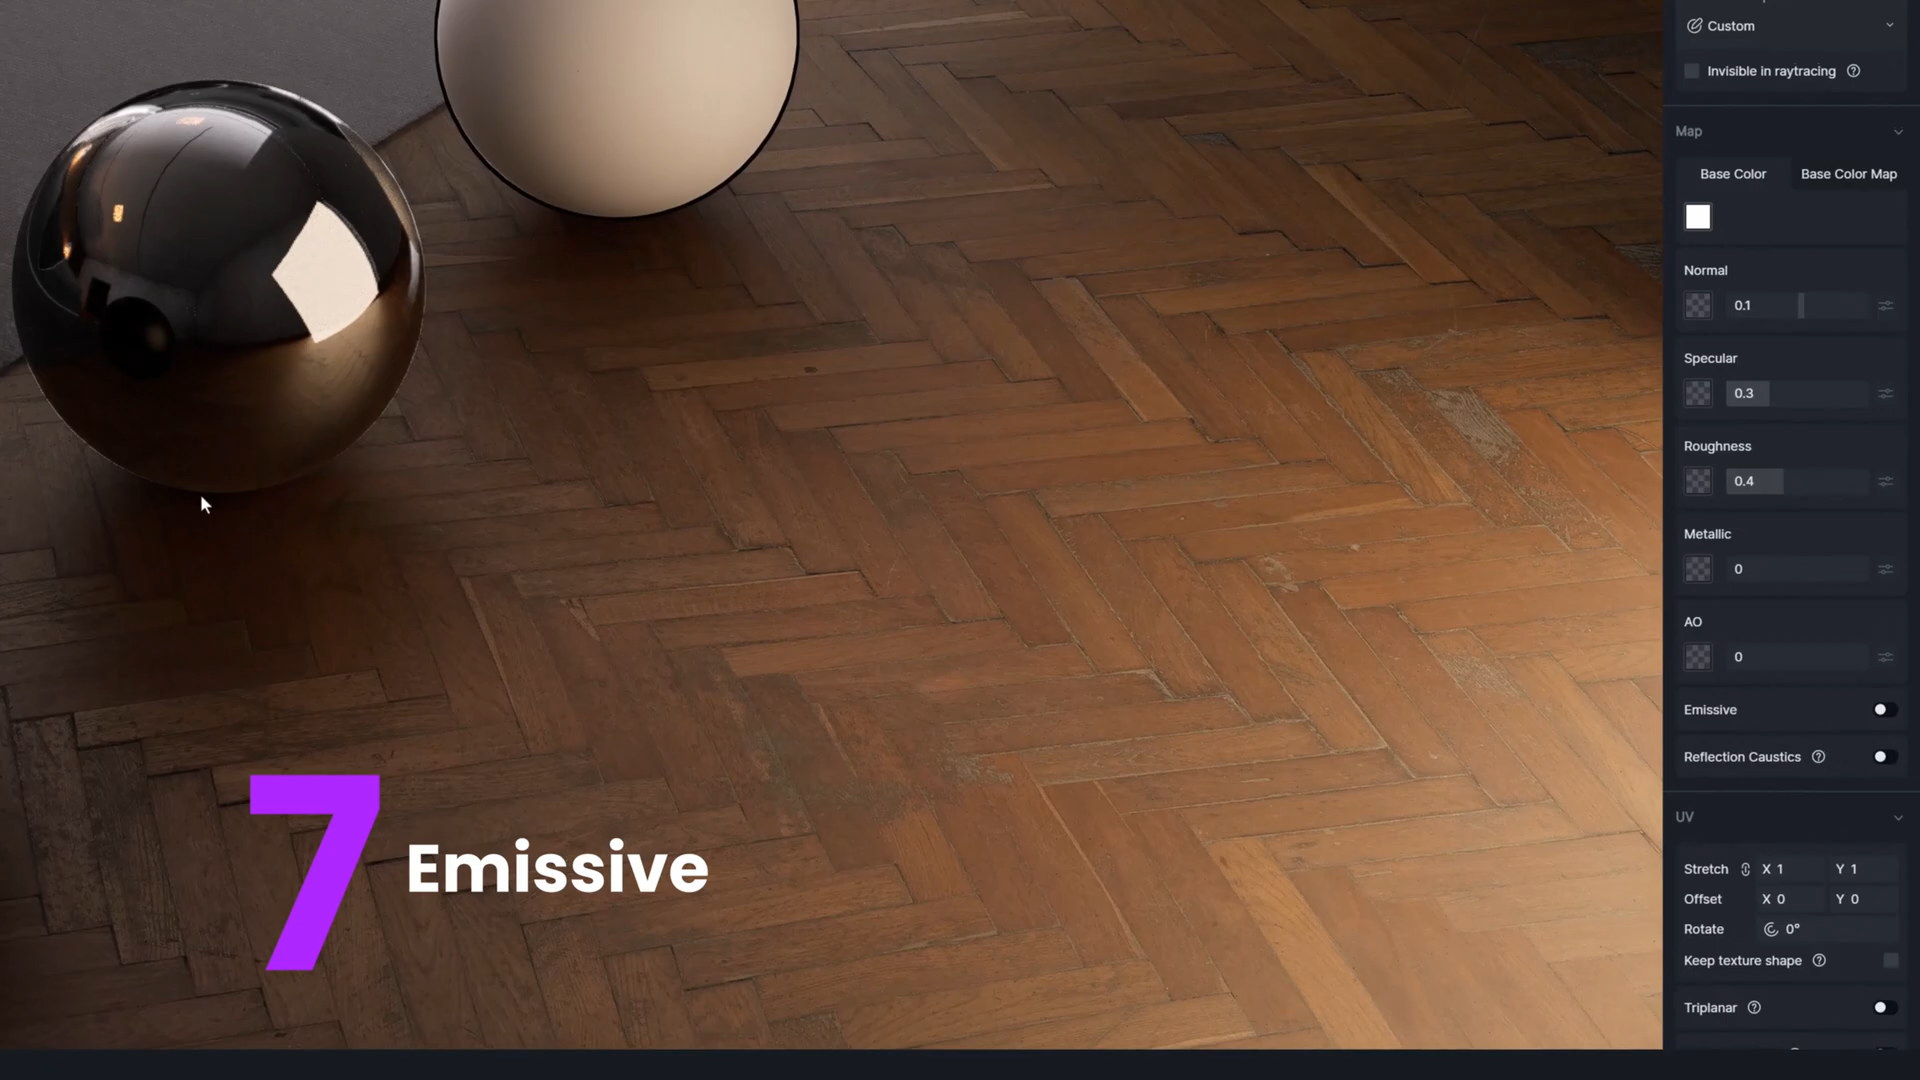 Custom
Invisible in raytracing
Map
Base Color
Base Color Map
Normal
0.1
Specular
0.3
Roughness
0.4
Metallic
0
AO
0
Emissive
Reflection Caustics
UV
Stretch X 1 Y 1
Offset X 0 Y 0
Rotate 0°
Keep texture shape
Triplanar
7 Emissive